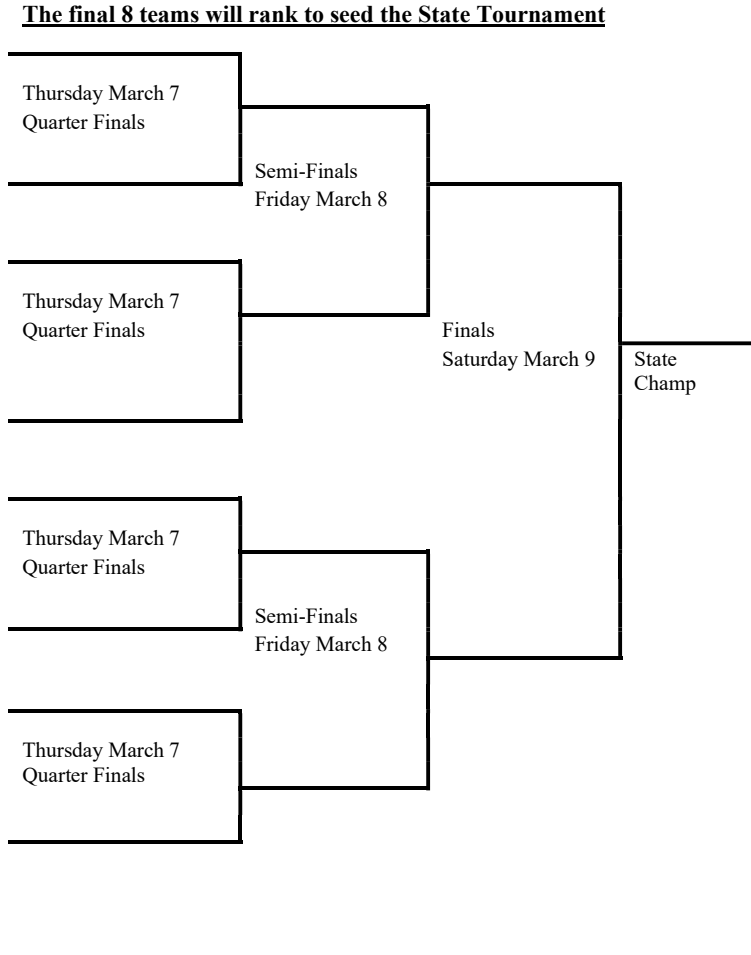 The final 8 teams will rank to seed the State Tournament
Thursday March 7
Quarter Finals
Semi-Finals
Friday March 8
Thursday March 7
Quarter Finals
Finals
Saturday March 9
State
Champ
Thursday March 7
Quarter Finals
Semi-Finals
Friday March 8
Thursday March 7
Quarter Finals